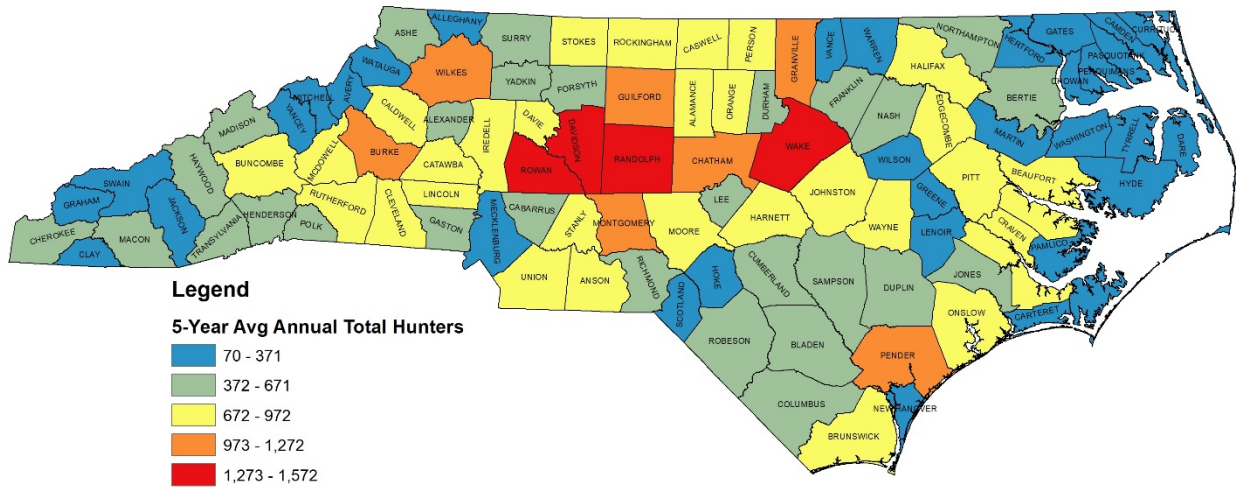 ALLEGHANY
ASHE
SURRY
STOKES
ROCKINGHAM
CASWELL
PERSON
GRANVILLE
VANCE
WARREN
NORTHAMPTON
HERTFORD
GATES
CAMDEN
CURRITUCK
PASQUOTANK
PERQUIMANS
CHOWAN
WATAUGA
WILKES
YADKIN
FORSYTH
GUILFORD
ALAMANCE
ORANGE
DURHAM
FRANKLIN
HALIFAX
BERTIE
NASH
EDGECOMBE
MITCHELL
AVERY
YANCEY
CALDWELL
ALEXANDER
IREDELL
DAVIE
DAVIDSON
RANDOLPH
CHATHAM
WAKE
MARTIN
WASHINGTON
TYRRELL
DARE
MADISON
BUNCOMBE
MCDOWELL
BURKE
CATAWBA
ROWAN
WILSON
PITT
BEAUFORT
HYDE
HAYWOOD
SWAIN
GRAHAM
JACKSON
RUTHERFORD
CLEVELAND
LINCOLN
GASTON
MECKLENBURG
CABARRUS
STANLY
MONTGOMERY
MOORE
LEE
HARNETT
JOHNSTON
WAYNE
GREENE
LENOIR
CRAVEN
PAMLICO
CHEROKEE
CLAY
MACON
TRANSYLVANIA
HENDERSON
POLK
UNION
ANSON
RICHMOND
SCOTLAND
HOKE
CUMBERLAND
SAMPSON
DUPLIN
JONES
ONSLOW
CARTERET
ROBESON
BLADEN
PENDER
COLUMBUS
NEW HANOVER
BRUNSWICK
Legend
5-Year Avg Annual Total Hunters
70 - 371
372 - 671
672 - 972
973 - 1,272
1,273 - 1,572